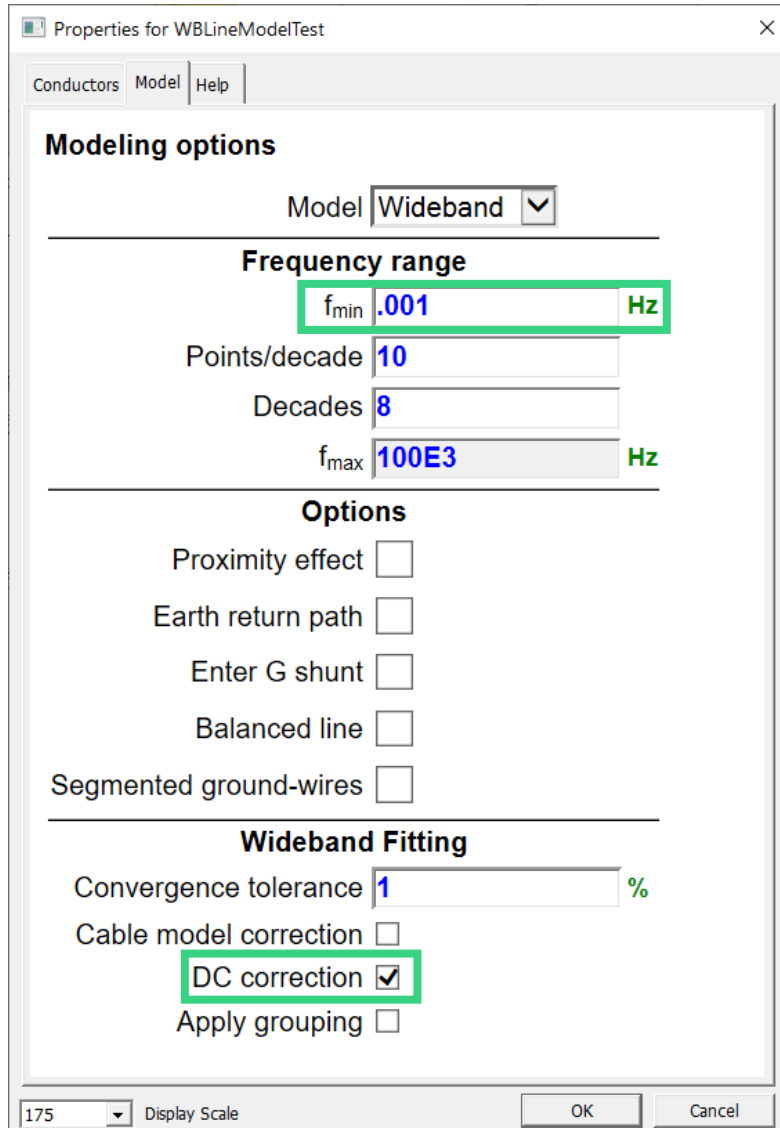 Properties for WBLineModelTest
Conductors Model Help
Modeling options
Model Wideband
Frequency range
fmin .001 Hz
Points/decade 10
Decades 8
fmax 100E3 Hz
Options
Proximity effect
Earth return path
Enter G shunt
Balanced line
Segmented ground-wires
Wideband Fitting
Convergence tolerance 1 %
Cable model correction
DC correction
Apply grouping
175 Display Scale OK Cancel